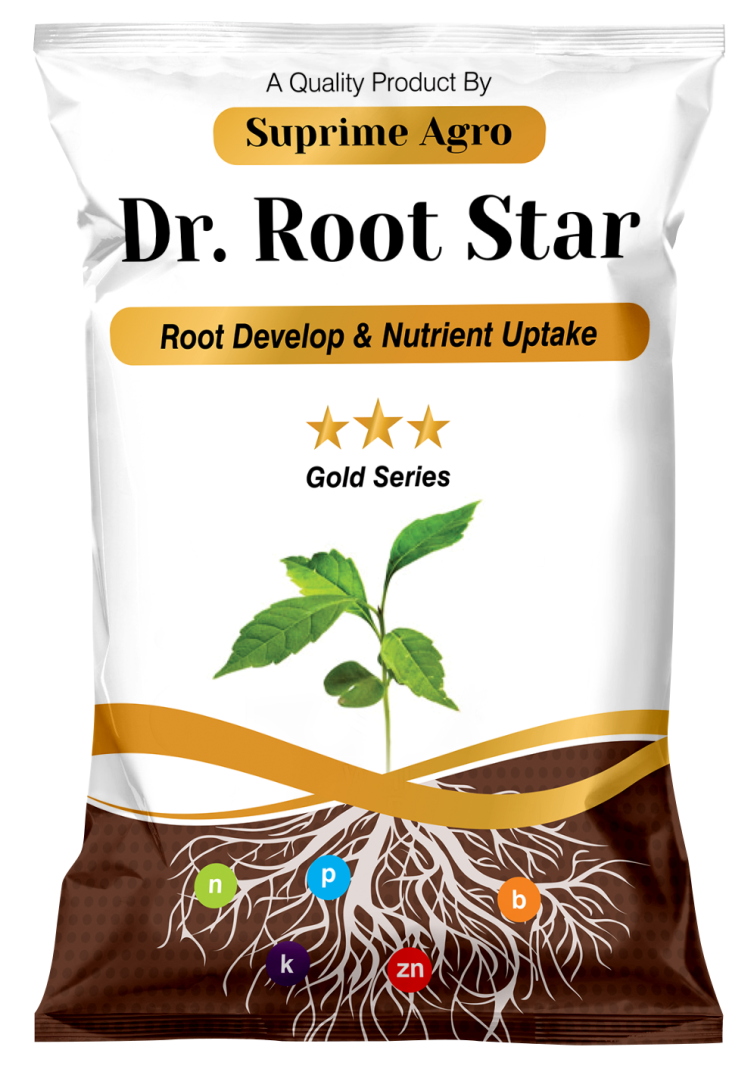 A Quality Product By
Suprime Agro
Dr. Root Star
Root Develop & Nutrient Uptake
Gold Series
n
p
b
k
zn